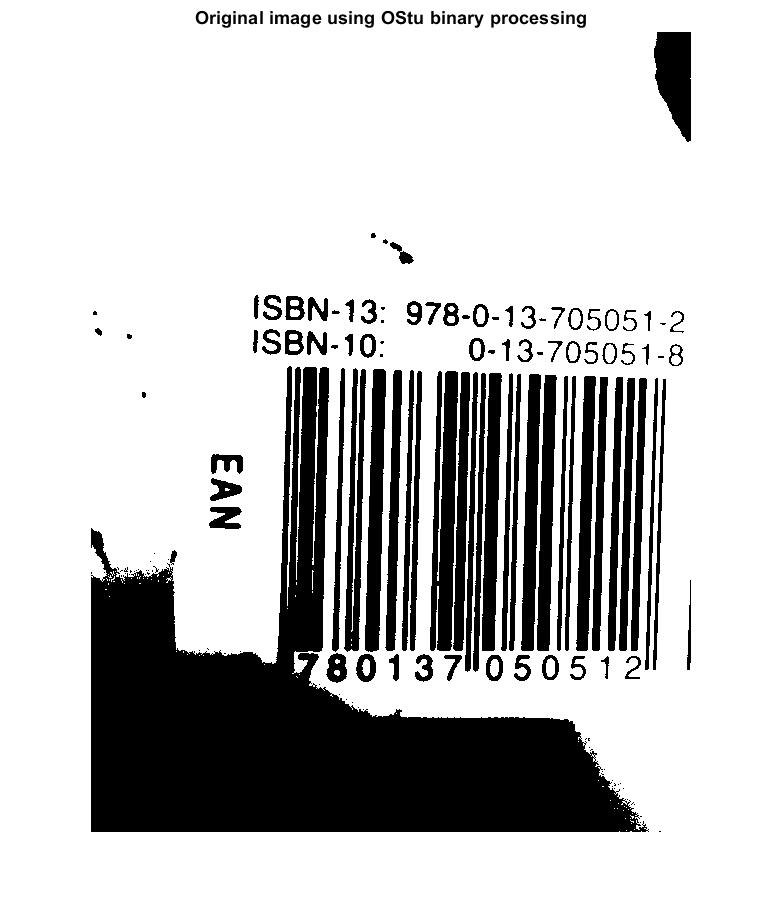 Original image using OStu binary processing
ISBN-13: 978-0-13-705051-2
ISBN-10: 0-13-705051-8
EAN
780137 050512